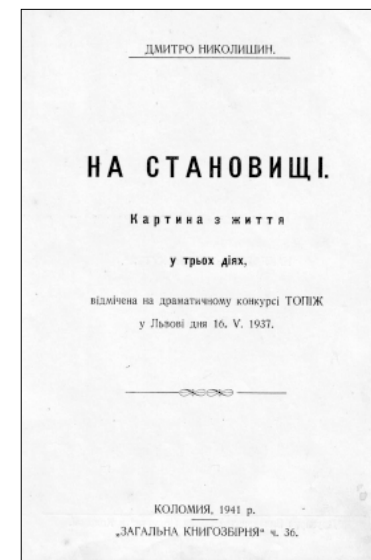 ДМИТРО НИКОЛИШИН.
НА СТАНОВИЩІ.
Картина з життя
у трьох діях,
відмічена на драматичному конкурсі ТОПІЖ
у Львові дня 16. V. 1937.
КОЛОМИЯ, 1941 р.
„ЗАГАЛЬНА КНИГОЗБІРНЯ“ ч. 36.